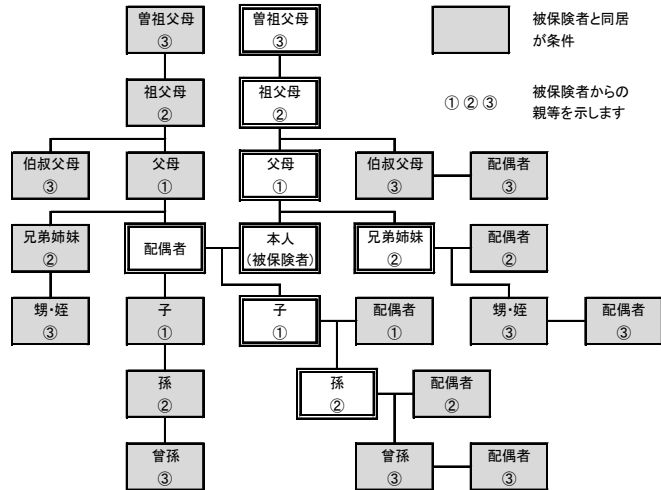 曽祖父母
③
曽祖父母
③
被保険者と同居
が条件
祖父母
②
祖父母
②
① ② ③
被保険者からの
親等を示します
伯叔父母
③
父母
①
父母
①
伯叔父母
③
配偶者
③
兄弟姉妹
②
配偶者
本人
(被保険者)
兄弟姉妹
②
配偶者
②
甥・姪
③
子
①
子
①
配偶者
①
甥・姪
③
配偶者
③
孫
②
孫
②
配偶者
②
曾孫
③
曾孫
③
配偶者
③